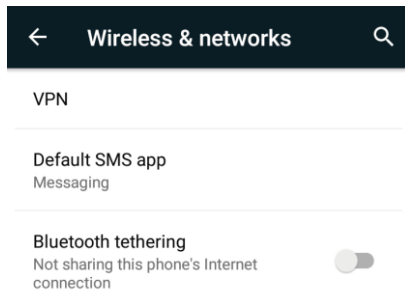 Wireless & networks
VPN
Default SMS app
Messaging
Bluetooth tethering
Not sharing this phone's Internet
connection